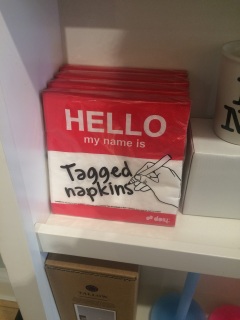 HELLO
my name is
Tagged
napkins